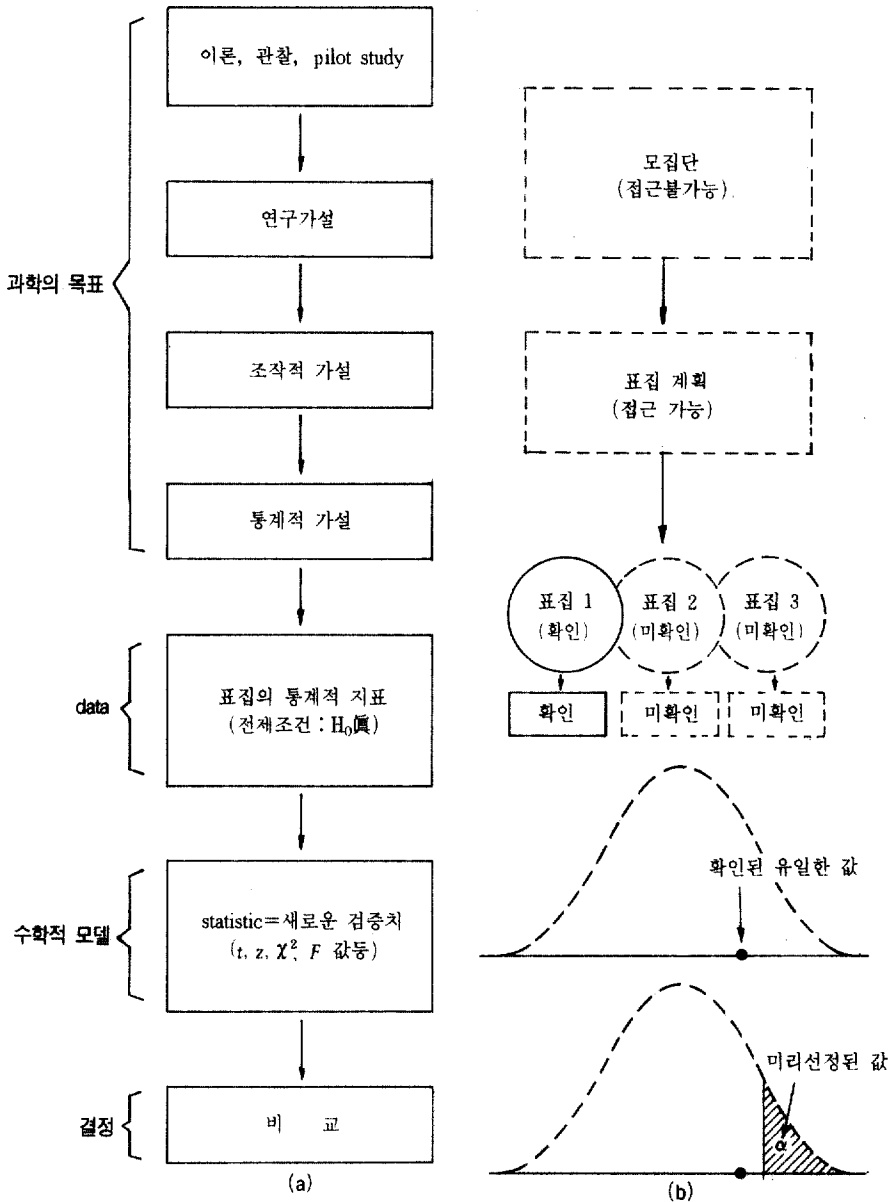 이론, 관찰, pilot study
연구가설
과학의 목표
조작적 가설
통계적 가설
data
표집의 통계적 지표
(전재조건 : H₀眞)
수학적 모델
statistic=새로운 검증치
(t, z, χ², F 값등)
결정
비 교
(a)
모집단
(접근불가능)
표집 계획
(접근 가능)
표집 1
(확인)
표집 2
(미확인)
표집 3
(미확인)
확인
미확인
미확인
확인된 유일한 값
미리선정된 값
α
(b)